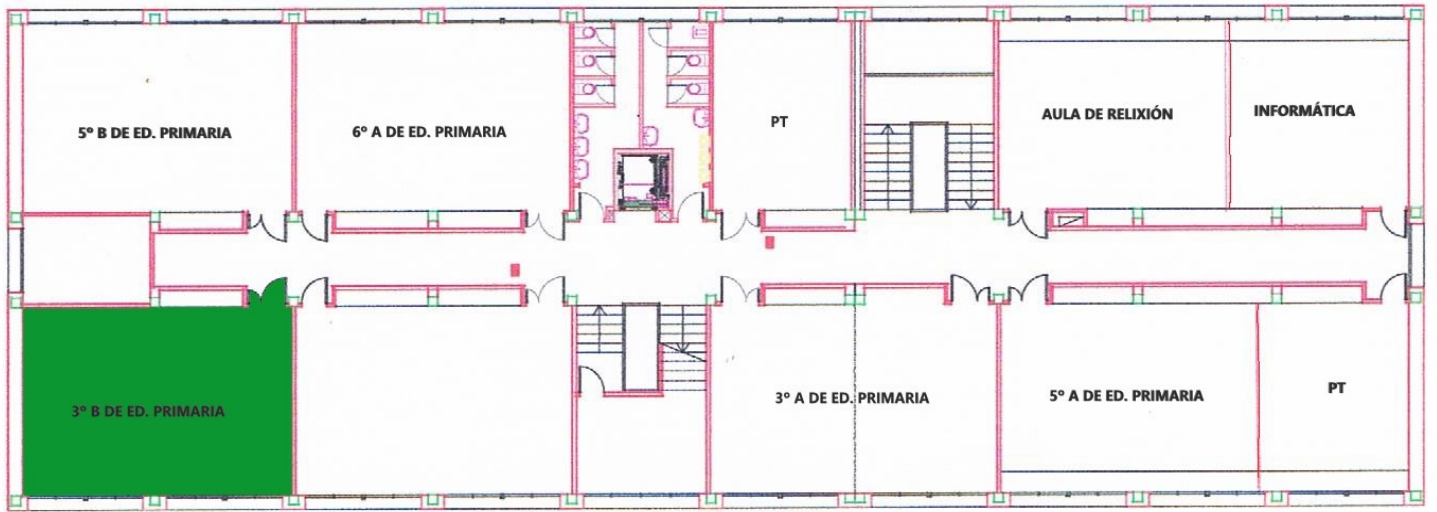 5º B DE ED. PRIMARIA
6º A DE ED. PRIMARIA
PT
AULA DE RELIXIÓN
INFORMÁTICA
3º B DE ED. PRIMARIA
3º A DE ED. PRIMARIA
5º A DE ED. PRIMARIA
PT